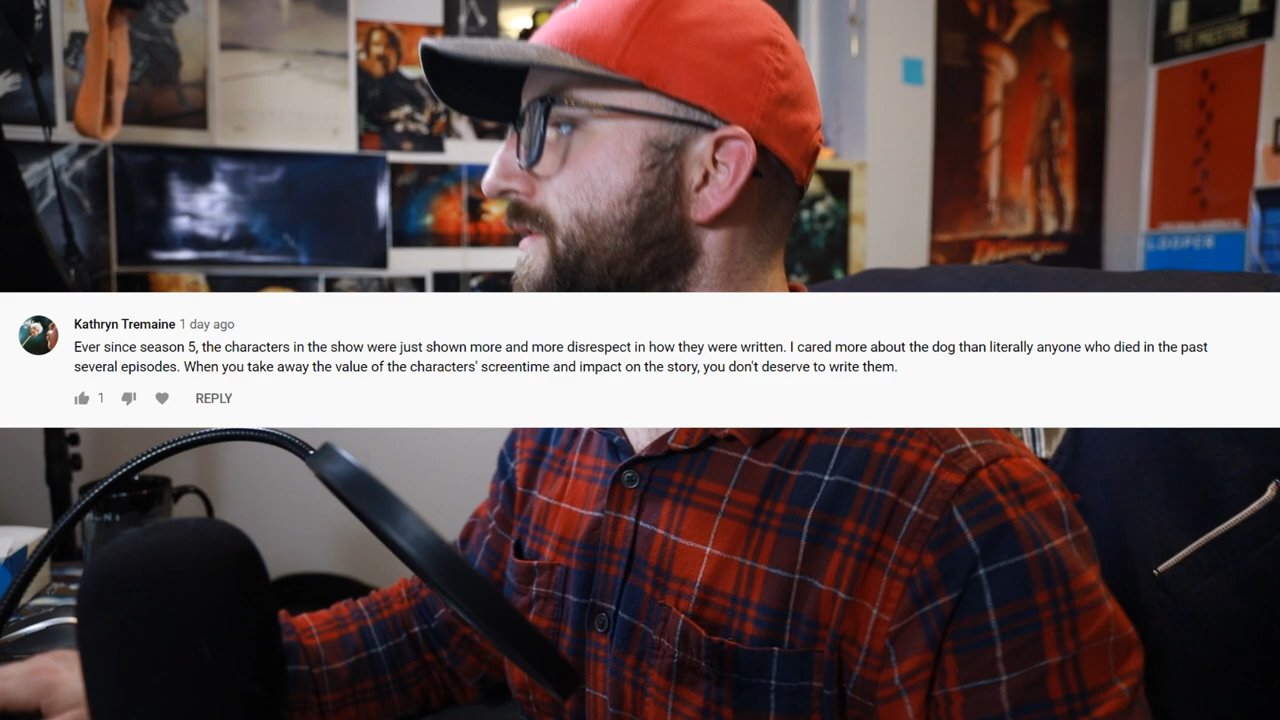 THE PRESTIGE
Indiana Jones
LOOPER
Kathryn Tremaine 1 day ago
Ever since season 5, the characters in the show were just shown more and more disrespect in how they were written. I cared more about the dog than literally anyone who died in the past
several episodes. When you take away the value of the characters' screentime and impact on the story, you don't deserve to write them.
1 REPLY